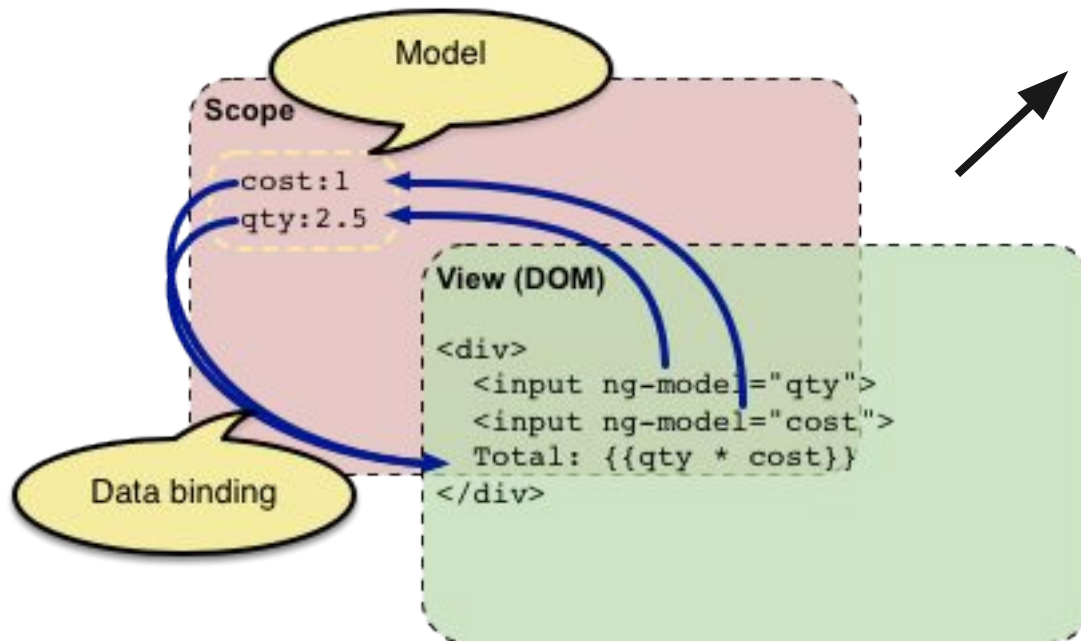 Model
Scope
cost:1
qty:2.5
View (DOM)
<div>
<input ng-model="qty">
<input ng-model="cost">
Total: {{qty * cost}}
</div>
Data binding